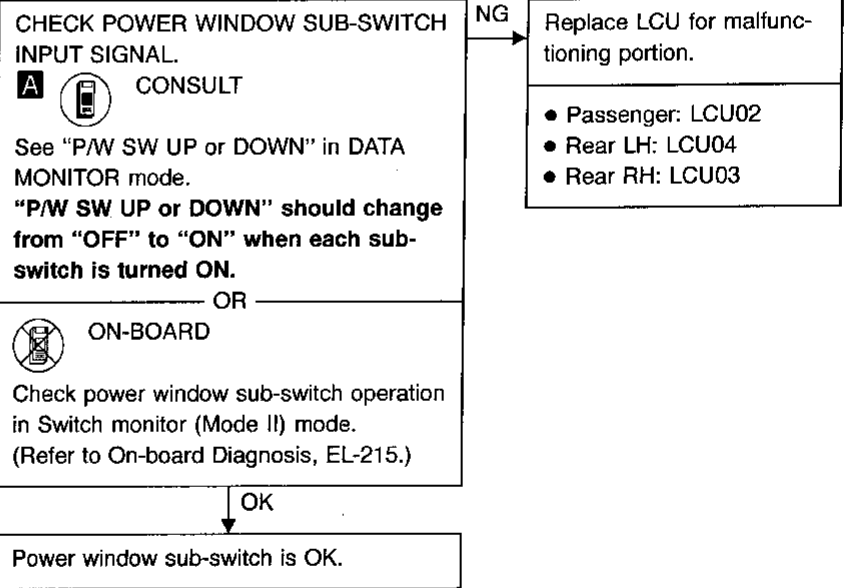 CHECK POWER WINDOW SUB-SWITCH
INPUT SIGNAL.
A CONSULT
See “P/W SW UP or DOWN” in DATA
MONITOR mode.
“P/W SW UP or DOWN” should change
from “OFF” to “ON” when each sub-
switch is turned ON.
OR
ON-BOARD
Check power window sub-switch operation
in Switch monitor (Mode II) mode.
(Refer to On-board Diagnosis, EL-215.)
OK
Power window sub-switch is OK.
NG
Replace LCU for malfunc-
tioning portion.
● Passenger: LCU02
● Rear LH: LCU04
● Rear RH: LCU03